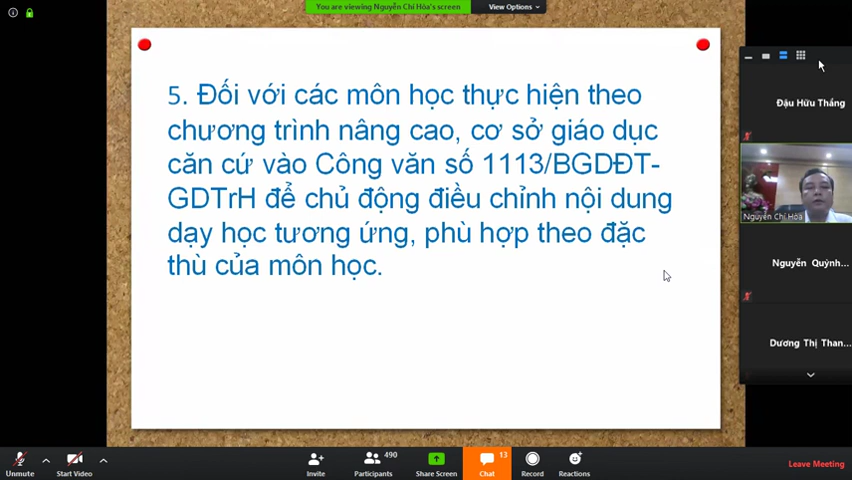 You are viewing Nguyễn Chí Hòa's screen
View Options
5. Đối với các môn học thực hiện theo
chương trình nâng cao, cơ sở giáo dục
căn cứ vào Công văn số 1113/BGDĐT-
GDTrH để chủ động điều chỉnh nội dung
dạy học tương ứng, phù hợp theo đặc
thù của môn học.
Đậu Hữu Thắng
Nguyễn Chí Hòa
Nguyễn Quỳnh...
Dương Thị Than...
Unmute
Start Video
Invite
490
Participants
Share Screen
13
Chat
Record
Reactions
Leave Meeting